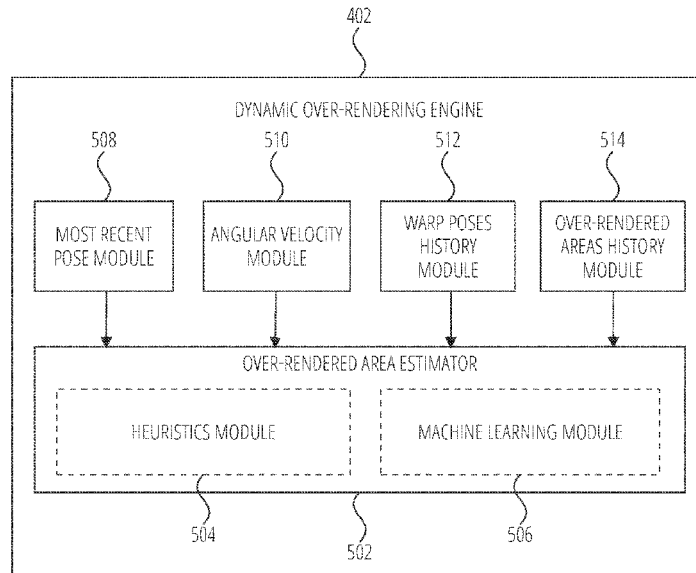 402
DYNAMIC OVER-RENDERING ENGINE
508
510
512
514
MOST RECENT
POSE MODULE
ANGULAR VELOCITY
MODULE
WARP POSES
HISTORY
MODULE
OVER-RENDERED
AREAS HISTORY
MODULE
OVER-RENDERED AREA ESTIMATOR
HEURISTICS MODULE
MACHINE LEARNING MODULE
504
502
506